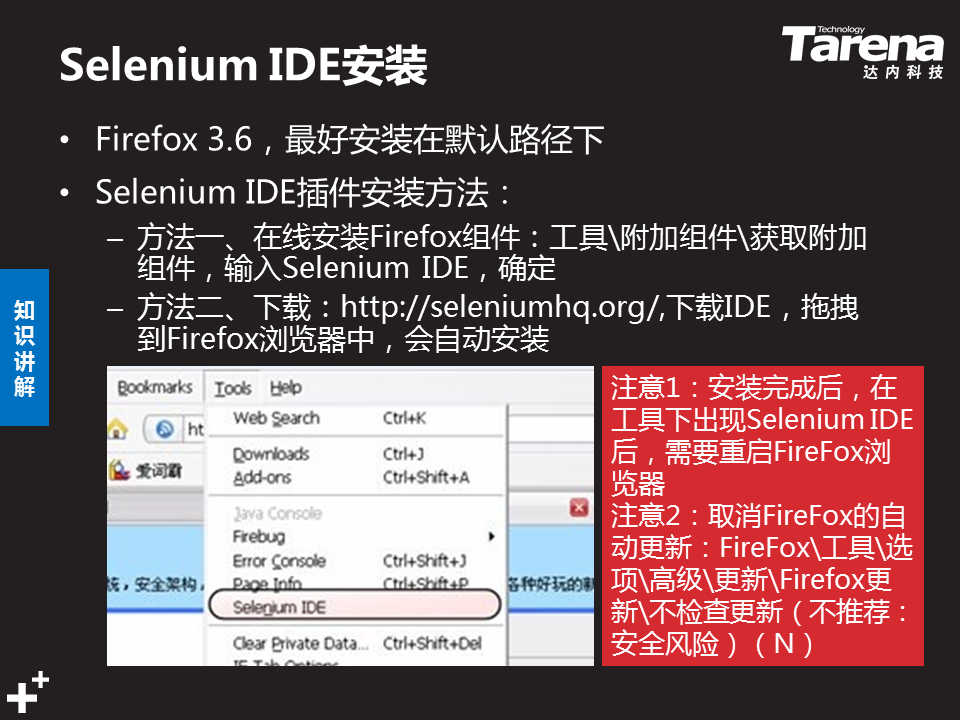 Selenium IDE安装
Technology
Tarena
达内科技
• Firefox 3.6，最好安装在默认路径下
• Selenium IDE插件安装方法：
– 方法一、在线安装Firefox组件：工具\附加组件\获取附加
组件，输入Selenium IDE，确定
– 方法二、下载：http://seleniumhq.org/,下载IDE，拖拽
到Firefox浏览器中，会自动安装
知
识
讲
解
Bookmarks Tools Help
Web Search Ctrl+K
ht
Downloads Ctrl+J
爱词霸
Add-ons Ctrl+Shift+A
Java Console
Firebug
Error Console Ctrl+Shift+J
，安全架构， Page Info Ctrl+Shift+P 各种好玩的新
Selenium IDE
Clear Private Data... Ctrl+Shift+Del
IE Tab Options
注意1：安装完成后，在
工具下出现Selenium IDE
后，需要重启FireFox浏
览器
注意2：取消FireFox的自
动更新：FireFox\工具\选
项\高级\更新\Firefox更
新\不检查更新（不推荐：
安全风险）（N）